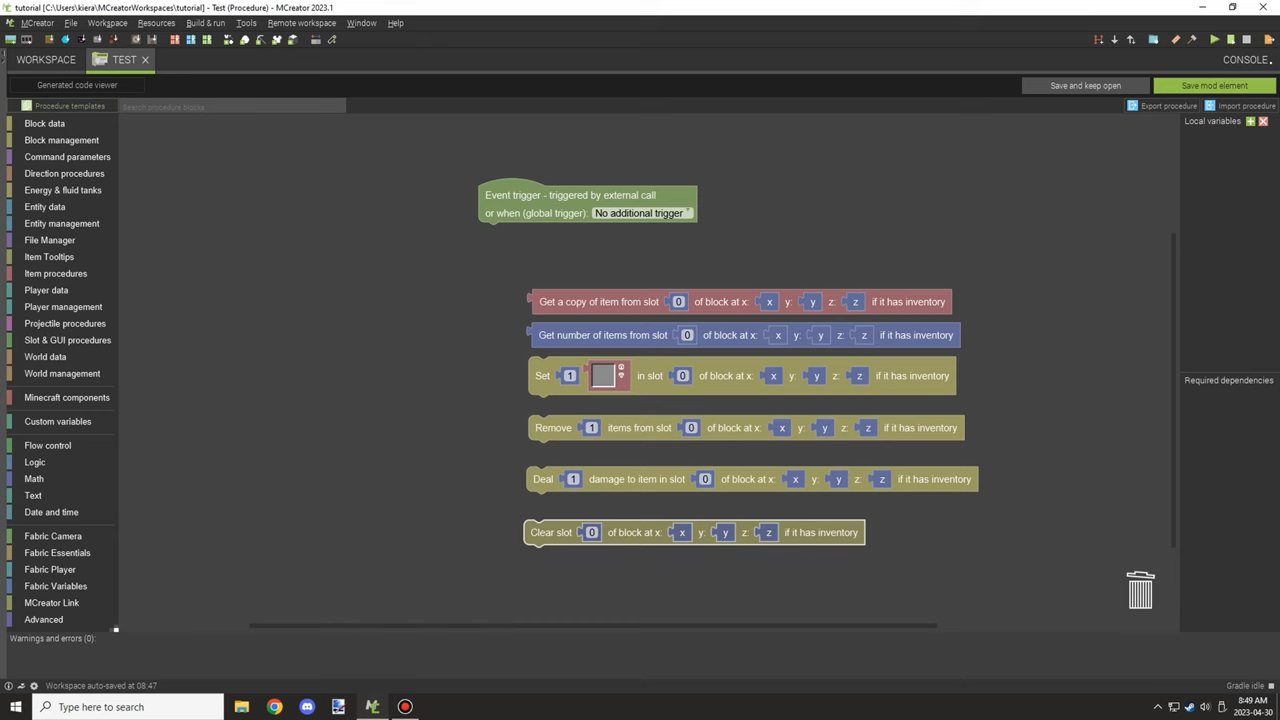 tutorial [C:\Users\kiera\MCreatorWorkspaces\tutorial] - Test (Procedure) - MCreator 2023.1
MCreator File Workspace Resources Build & run Tools Remote workspace Window Help
WORKSPACE TEST CONSOLE
Generated code viewer Save and keep open Save mod element
Procedure templates Search procedure blocks Export procedure Import procedure
Block data
Block management
Command parameters
Direction procedures
Energy & fluid tanks
Entity data
Entity management
File Manager
Item Tooltips
Item procedures
Player data
Player management
Projectile procedures
Slot & GUI procedures
World data
World management
Minecraft components
Custom variables
Flow control
Logic
Math
Text
Date and time
Fabric Camera
Fabric Essentials
Fabric Player
Fabric Variables
MCreator Link
Advanced
Event trigger - triggered by external call
or when (global trigger): No additional trigger
Get a copy of item from slot 0 of block at x: x y: y z: z if it has inventory
Get number of items from slot 0 of block at x: x y: y z: z if it has inventory
Set 1 in slot 0 of block at x: x y: y z: z if it has inventory
Remove 1 items from slot 0 of block at x: x y: y z: z if it has inventory
Deal 1 damage to item in slot 0 of block at x: x y: y z: z if it has inventory
Clear slot 0 of block at x: x y: y z: z if it has inventory
Local variables
Required dependencies
Warnings and errors (0):
Workspace auto-saved at 08:47 Gradle idle
Type here to search
8:49 AM
2023-04-30